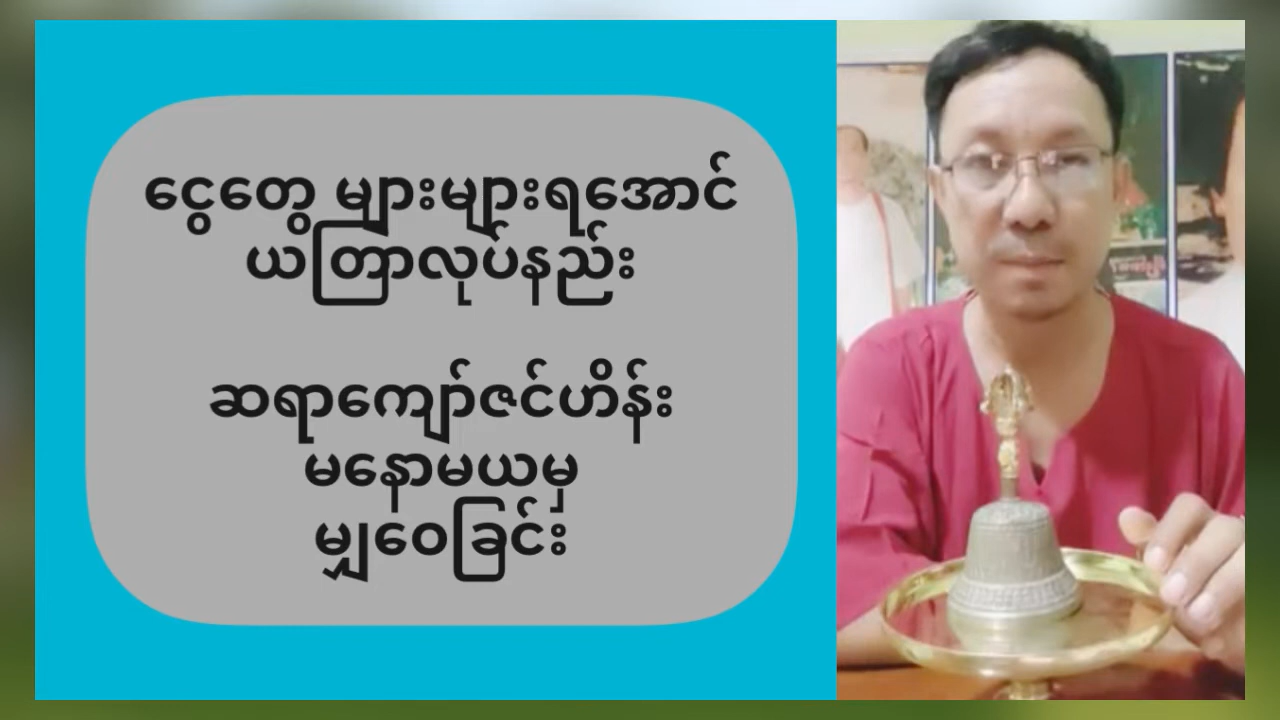 ငွေတွေ များများရအောင်
ယတြာလုပ်နည်း
ဆရာကျော်ဇင်ဟိန်း
မနောမယမှ
မျှဝေခြင်း